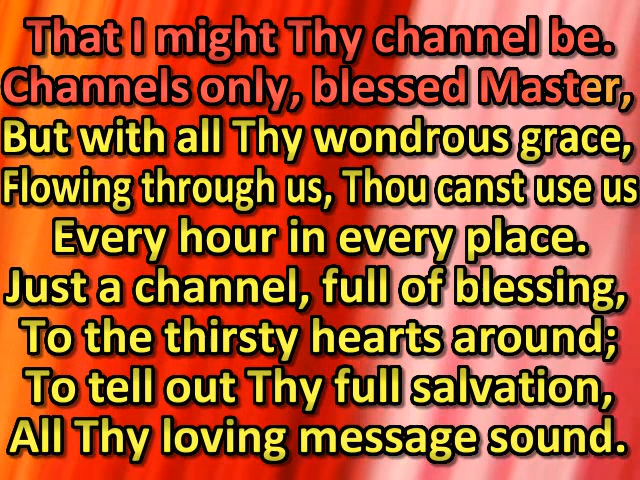 That I might Thy channel be.
Channels only, blessed Master,
But with all Thy wondrous grace,
Flowing through us, Thou canst use us
Every hour in every place.
Just a channel, full of blessing,
To the thirsty hearts around;
To tell out Thy full salvation,
All Thy loving message sound.